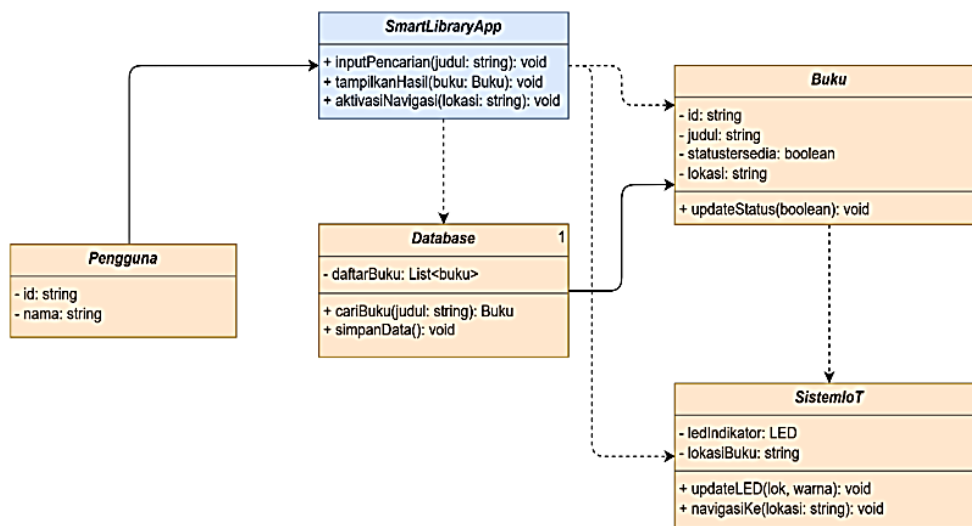 SmartLibraryApp
+ inputPencarian(judul: string): void
+ tampilkanHasil(buku: Buku): void
+ aktivasiNavigasi(lokasi: string): void
Buku
- id: string
- judul: string
- statustersedia: boolean
- lokasi: string
+ updateStatus(boolean): void
Pengguna
- id: string
- nama: string
Database
1
- daftarBuku: List<buku>
+ cariBuku(judul: string): Buku
+ simpanData(): void
SistemIoT
- ledIndikator: LED
- lokasiBuku: string
+ updateLED(lok, warna): void
+ navigasiKe(lokasi: string): void